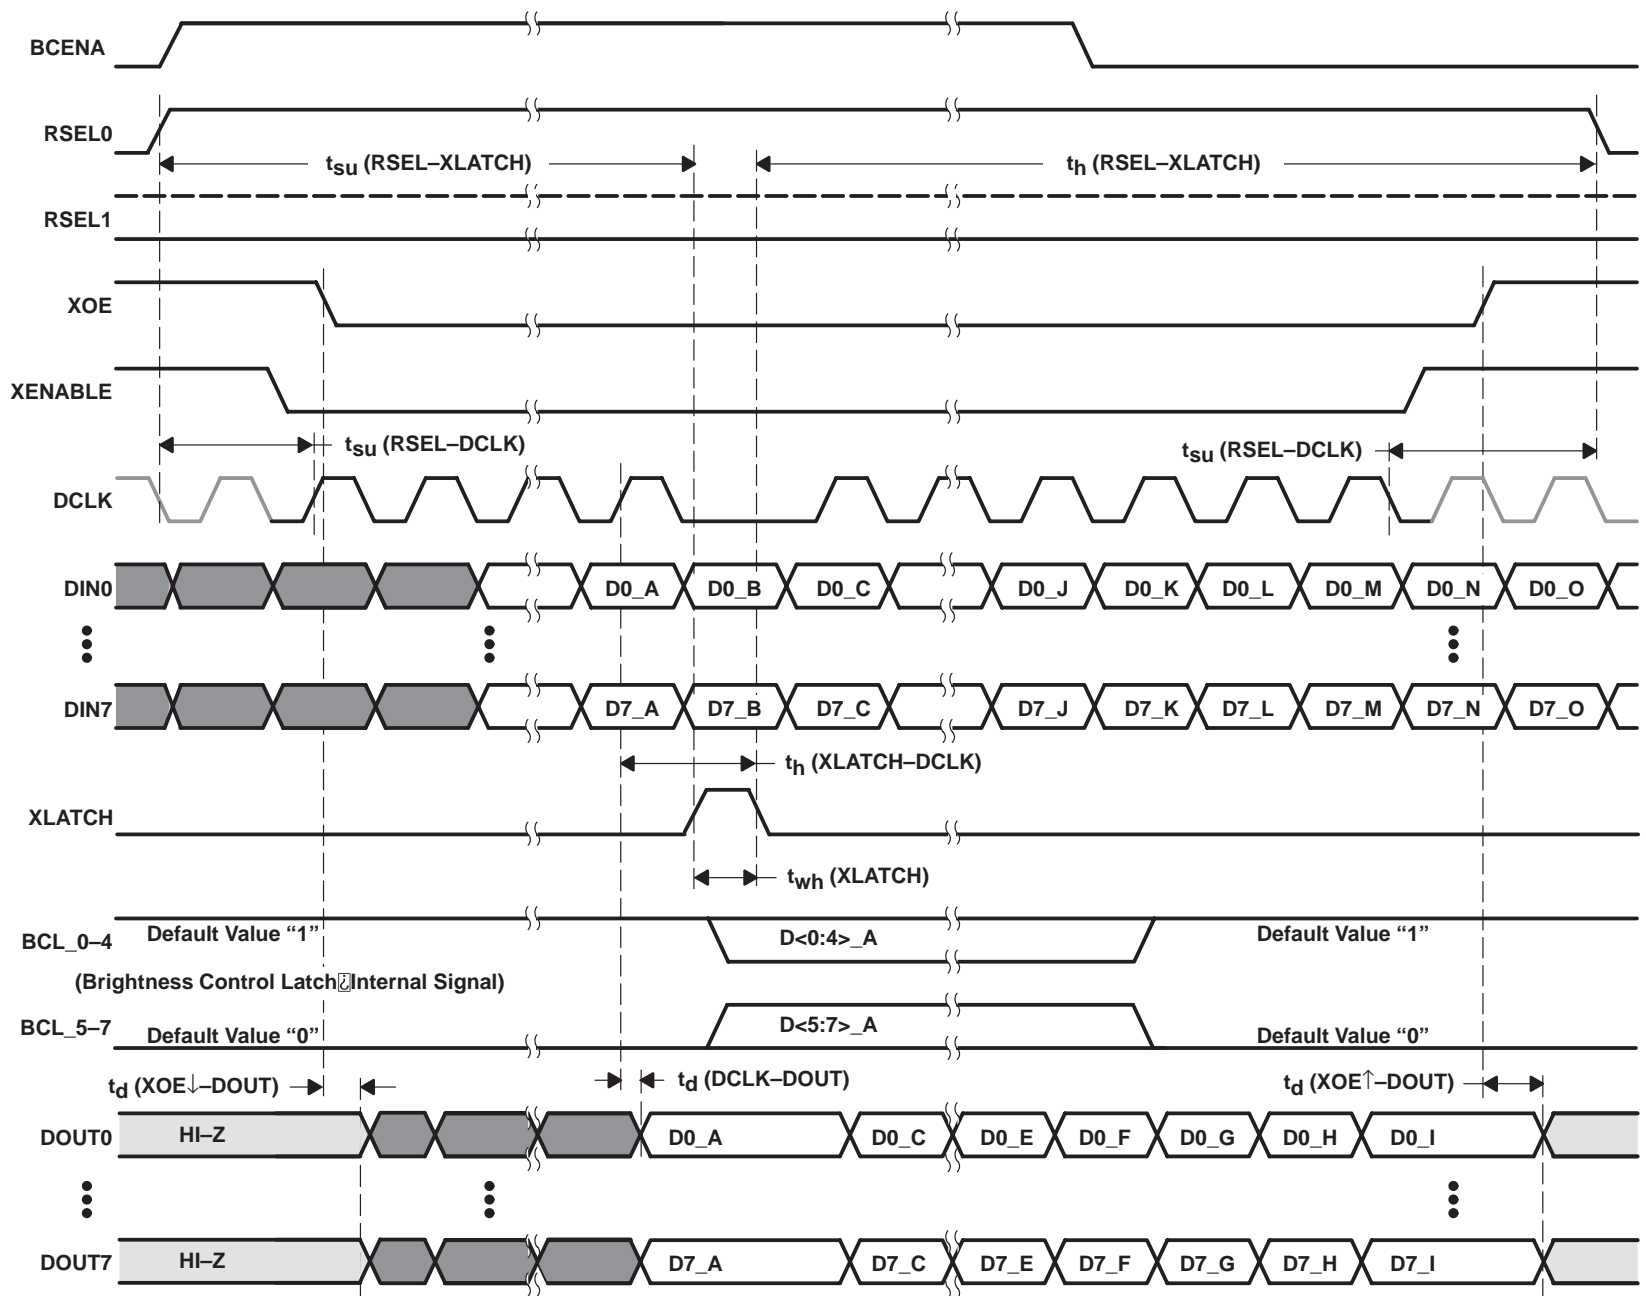 BCENA
RSEL0
tsu (RSEL–XLATCH) th (RSEL–XLATCH)
RSEL1
XOE
XENABLE
tsu (RSEL–DCLK) tsu (RSEL–DCLK)
DCLK
DIN0 D0_A D0_B D0_C D0_J D0_K D0_L D0_M D0_N D0_O
DIN7 D7_A D7_B D7_C D7_J D7_K D7_L D7_M D7_N D7_O
th (XLATCH–DCLK)
XLATCH
twh (XLATCH)
BCL_0–4 Default Value “1” D<0:4>_A Default Value “1”
(Brightness Control Latch⍰Internal Signal)
BCL_5–7 Default Value “0” D<5:7>_A Default Value “0”
td (XOE↓–DOUT) td (DCLK–DOUT) td (XOE↑–DOUT)
DOUT0 HI–Z D0_A D0_C D0_E D0_F D0_G D0_H D0_I
DOUT7 HI–Z D7_A D7_C D7_E D7_F D7_G D7_H D7_I